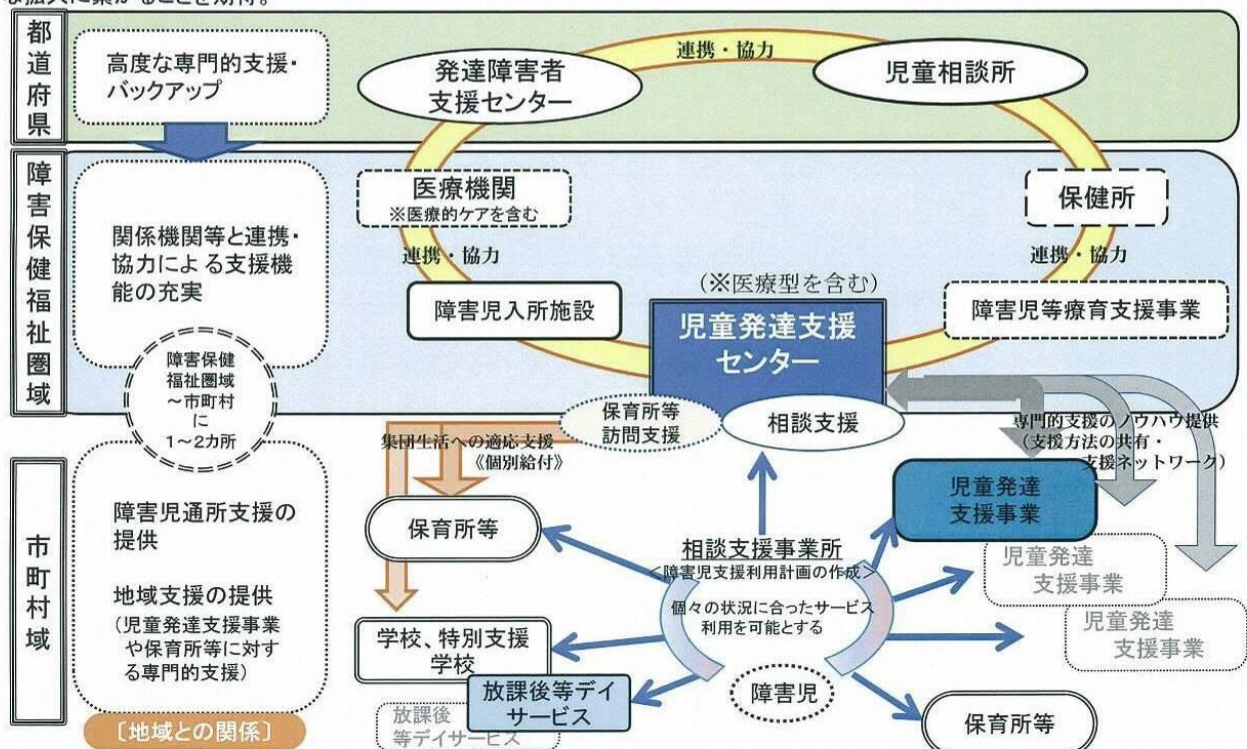 な拡大に繋がることを期待。
都道府県
高度な専門的支援・
バックアップ
発達障害者
支援センター
連携・協力
児童相談所
障害保健福祉圏域
関係機関等と連携・
協力による支援機
能の充実
医療機関
※医療的ケアを含む
保健所
連携・協力
連携・協力
障害児入所施設
(※医療型を含む)
児童発達支援
センター
障害児等療育支援事業
障害保健
福祉圏域
～市町村
に
1～2カ所
保育所等
訪問支援
相談支援
集団生活への適応支援
《個別給付》
専門的支援のノウハウ提供
（支援方法の共有・
支援ネットワーク）
市町村域
障害児通所支援の
提供
地域支援の提供
(児童発達支援事業
や保育所等に対す
る専門的支援)
〔地域との関係〕
保育所等
学校、特別支援
学校
放課後等デイ
サービス
放課後
等デイサービス
相談支援事業所
<障害児支援利用計画の作成>
個々の状況に合ったサービス
利用を可能とする
障害児
児童発達
支援事業
児童発達
支援事業
児童発達
支援事業
保育所等